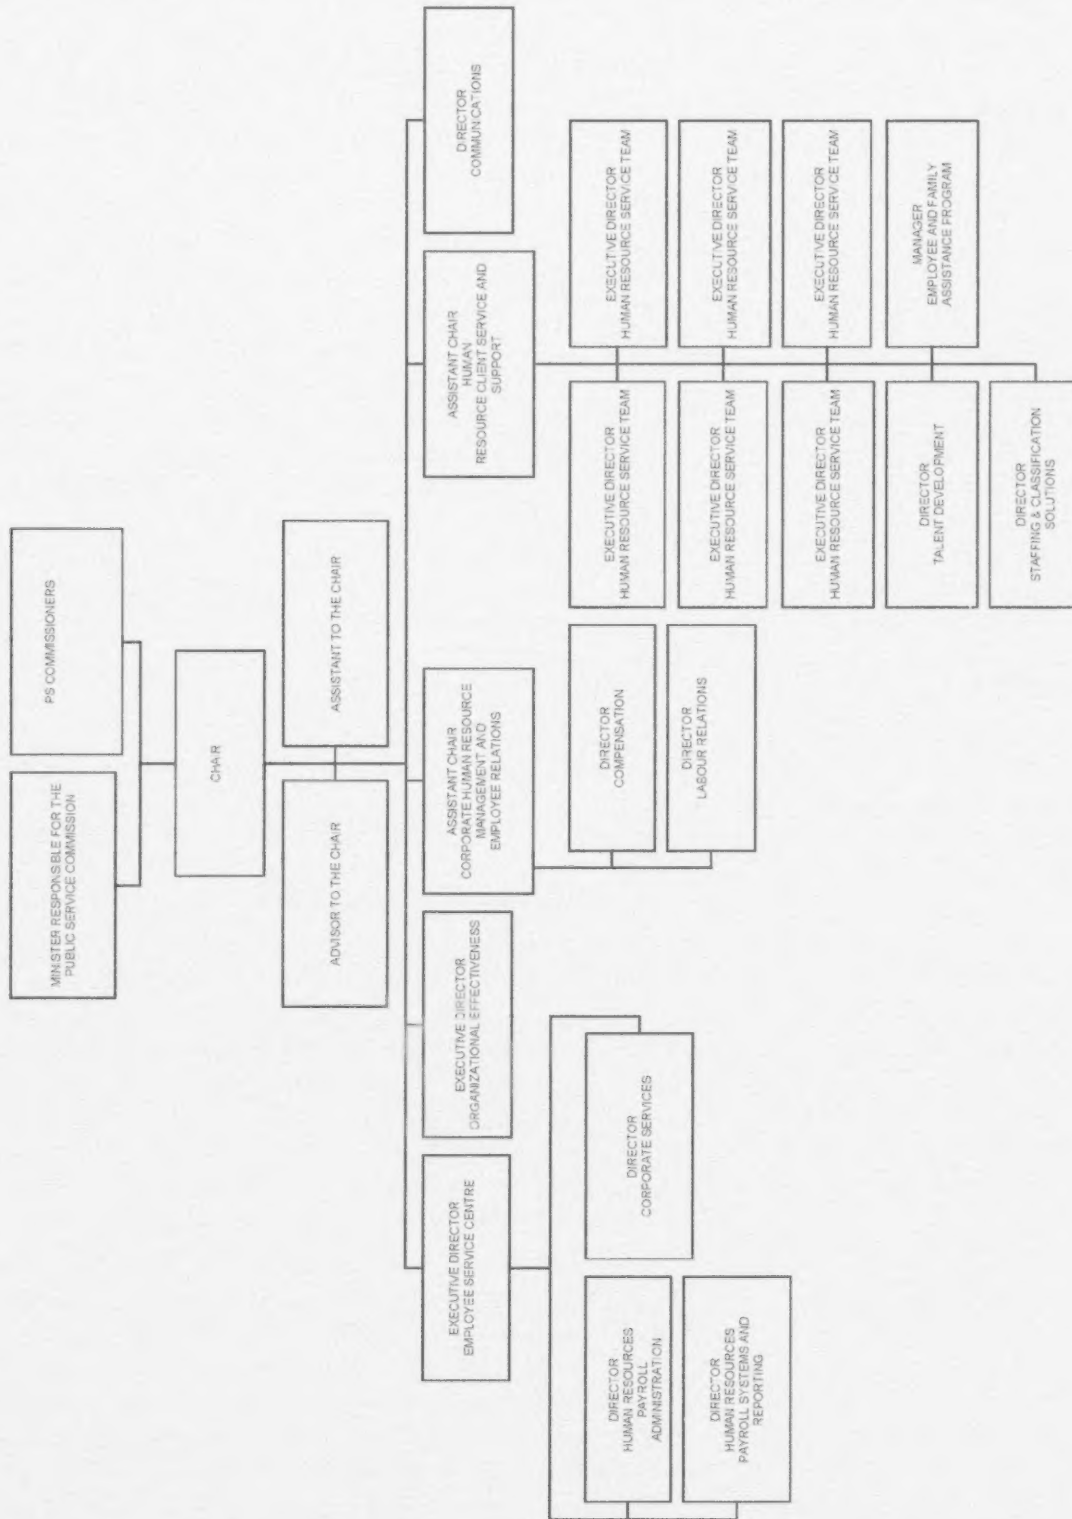 MINISTER RESPONSIBLE FOR THE
PUBLIC SERVICE COMMISSION
PS COMMISSIONERS
CHAIR
ADVISOR TO THE CHAIR
ASSISTANT TO THE CHAIR
EXECUTIVE DIRECTOR
EMPLOYEE SERVICE CENTRE
EXECUTIVE DIRECTOR
ORGANIZATIONAL EFFECTIVENESS
ASSISTANT CHAIR
CORPORATE HUMAN RESOURCE
MANAGEMENT AND
EMPLOYEE RELATIONS
ASSISTANT CHAIR
HUMAN
RESOURCE CLIENT SERVICE AND
SUPPORT
DIRECTOR
COMMUNICATIONS
DIRECTOR
HUMAN RESOURCES
PAYROLL
ADMINISTRATION
DIRECTOR
CORPORATE SERVICES
DIRECTOR
HUMAN RESOURCES
PAYROLL SYSTEMS AND
REPORTING
DIRECTOR
COMPENSATION
DIRECTOR
LABOUR RELATIONS
EXECUTIVE DIRECTOR
HUMAN RESOURCE SERVICE TEAM
EXECUTIVE DIRECTOR
HUMAN RESOURCE SERVICE TEAM
EXECUTIVE DIRECTOR
HUMAN RESOURCE SERVICE TEAM
EXECUTIVE DIRECTOR
HUMAN RESOURCE SERVICE TEAM
EXECUTIVE DIRECTOR
HUMAN RESOURCE SERVICE TEAM
EXECUTIVE DIRECTOR
HUMAN RESOURCE SERVICE TEAM
DIRECTOR
TALENT DEVELOPMENT
MANAGER
EMPLOYEE AND FAMILY
ASSISTANCE PROGRAM
DIRECTOR
STAFFING & CLASSIFICATION
SOLUTIONS